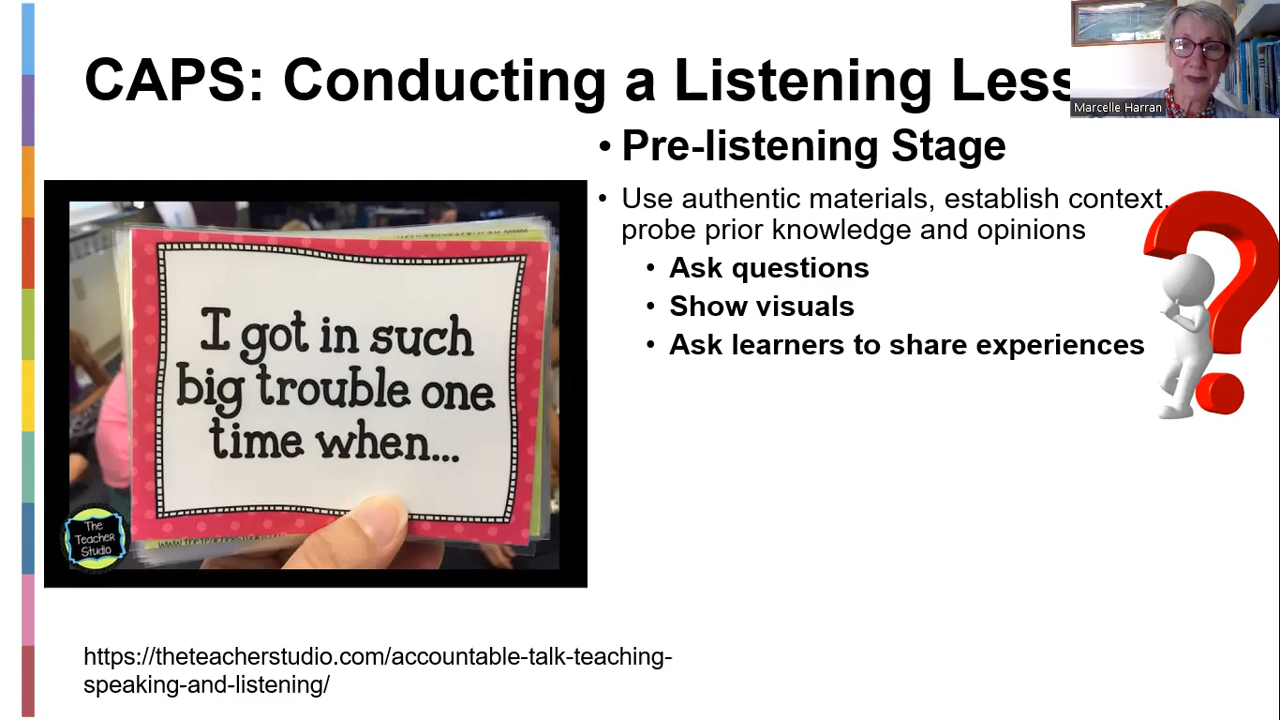 CAPS: Conducting a Listening Less
Marcelle Harran
• Pre-listening Stage
• Use authentic materials, establish context,
probe prior knowledge and opinions
• Ask questions
• Show visuals
• Ask learners to share experiences
I got in such
big trouble one
time when...
The
Teacher
Studio
https://theteacherstudio.com/accountable-talk-teaching-
speaking-and-listening/